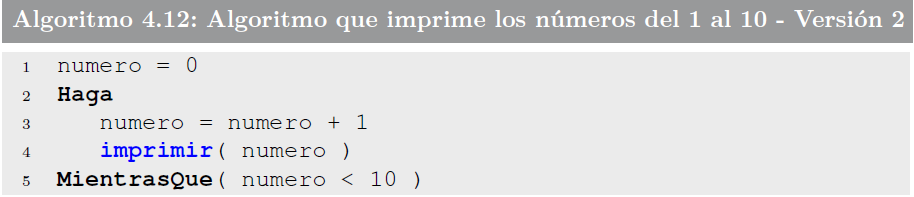 Algoritmo 4.12: Algoritmo que imprime los números del 1 al 10 - Versión 2
1 numero = 0
2 Haga
3 numero = numero + 1
4 imprimir( numero )
5 MientrasQue( numero < 10 )